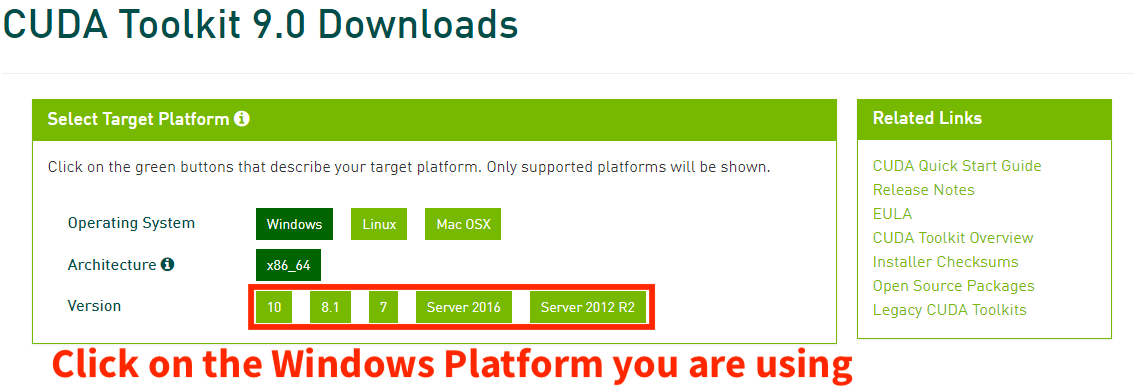 CUDA Toolkit 9.0 Downloads
Select Target Platform
Click on the green buttons that describe your target platform. Only supported platforms will be shown.
Operating System Windows Linux Mac OSX
Architecture x86_64
Version 10 8.1 7 Server 2016 Server 2012 R2
Click on the Windows Platform you are using
Related Links
CUDA Quick Start Guide
Release Notes
EULA
CUDA Toolkit Overview
Installer Checksums
Open Source Packages
Legacy CUDA Toolkits